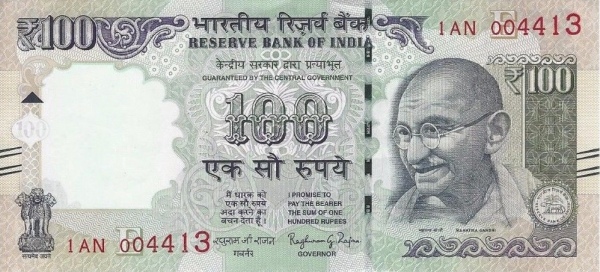 ₹100
भारतीय रिज़र्व बैंक
RESERVE BANK OF INDIA
केन्द्रीय सरकार द्वारा प्रत्याभूत
GUARANTEED BY THE CENTRAL GOVERNMENT
1AN 004413
₹100
100
100
एक सौ रुपये
मैं धारक को
एक सौ रुपये
अदा करने का
वचन देता हूँ।
I PROMISE TO
PAY THE BEARER
THE SUM OF ONE
HUNDRED RUPEES
रघुराम जी राजन
गवर्नर
Raghuram G. Rajan
GOVERNOR
महात्मा गांधी
MAHATMA GANDHI
सत्यमेव जयते
1AN 004413